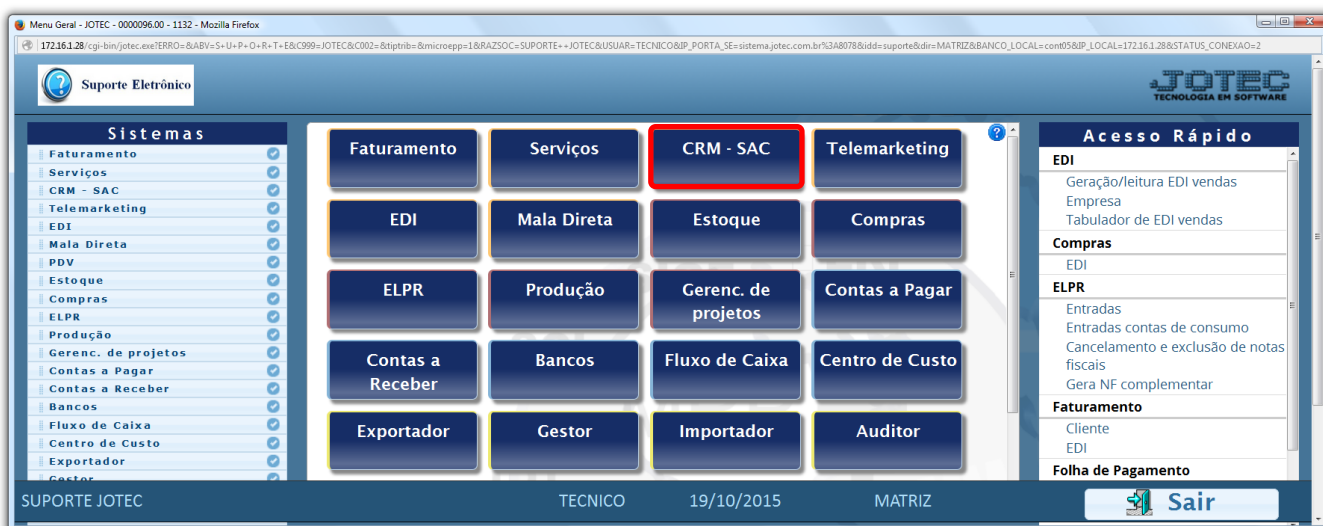 Menu Geral - JOTEC - 0000096.00 - 1132 - Mozilla Firefox
172.16.1.28/cgi-bin/jotec.exe?ERRO=&ABV=S+U+P+O+R+T+E&C999=JOTEC&C002=&tiptrib=&microepp=1&RAZSOC=SUPORTE++JOTEC&USUAR=TECNICO&IP_PORTA_SE=sistema.jotec.com.br%3A8078&idd=suporte&dir=MATRIZ&BANCO_LOCAL=cont05&IP_LOCAL=172.16.1.28&STATUS_CONEXAO=2
Suporte Eletrônico
JOTEC
TECNOLOGIA EM SOFTWARE
Sistemas
Faturamento
Serviços
CRM - SAC
Telemarketing
EDI
Mala Direta
PDV
Estoque
Compras
ELPR
Produção
Gerenc. de projetos
Contas a Pagar
Contas a Receber
Bancos
Fluxo de Caixa
Centro de Custo
Exportador
Gestor
Faturamento
Serviços
CRM - SAC
Telemarketing
EDI
Mala Direta
Estoque
Compras
ELPR
Produção
Gerenc. de
projetos
Contas a Pagar
Contas a
Receber
Bancos
Fluxo de Caixa
Centro de Custo
Exportador
Gestor
Importador
Auditor
Acesso Rápido
EDI
Geração/leitura EDI vendas
Empresa
Tabulador de EDI vendas
Compras
EDI
ELPR
Entradas
Entradas contas de consumo
Cancelamento e exclusão de notas
fiscais
Gera NF complementar
Faturamento
Cliente
EDI
Folha de Pagamento
SUPORTE JOTEC
TECNICO
19/10/2015
MATRIZ
Sair